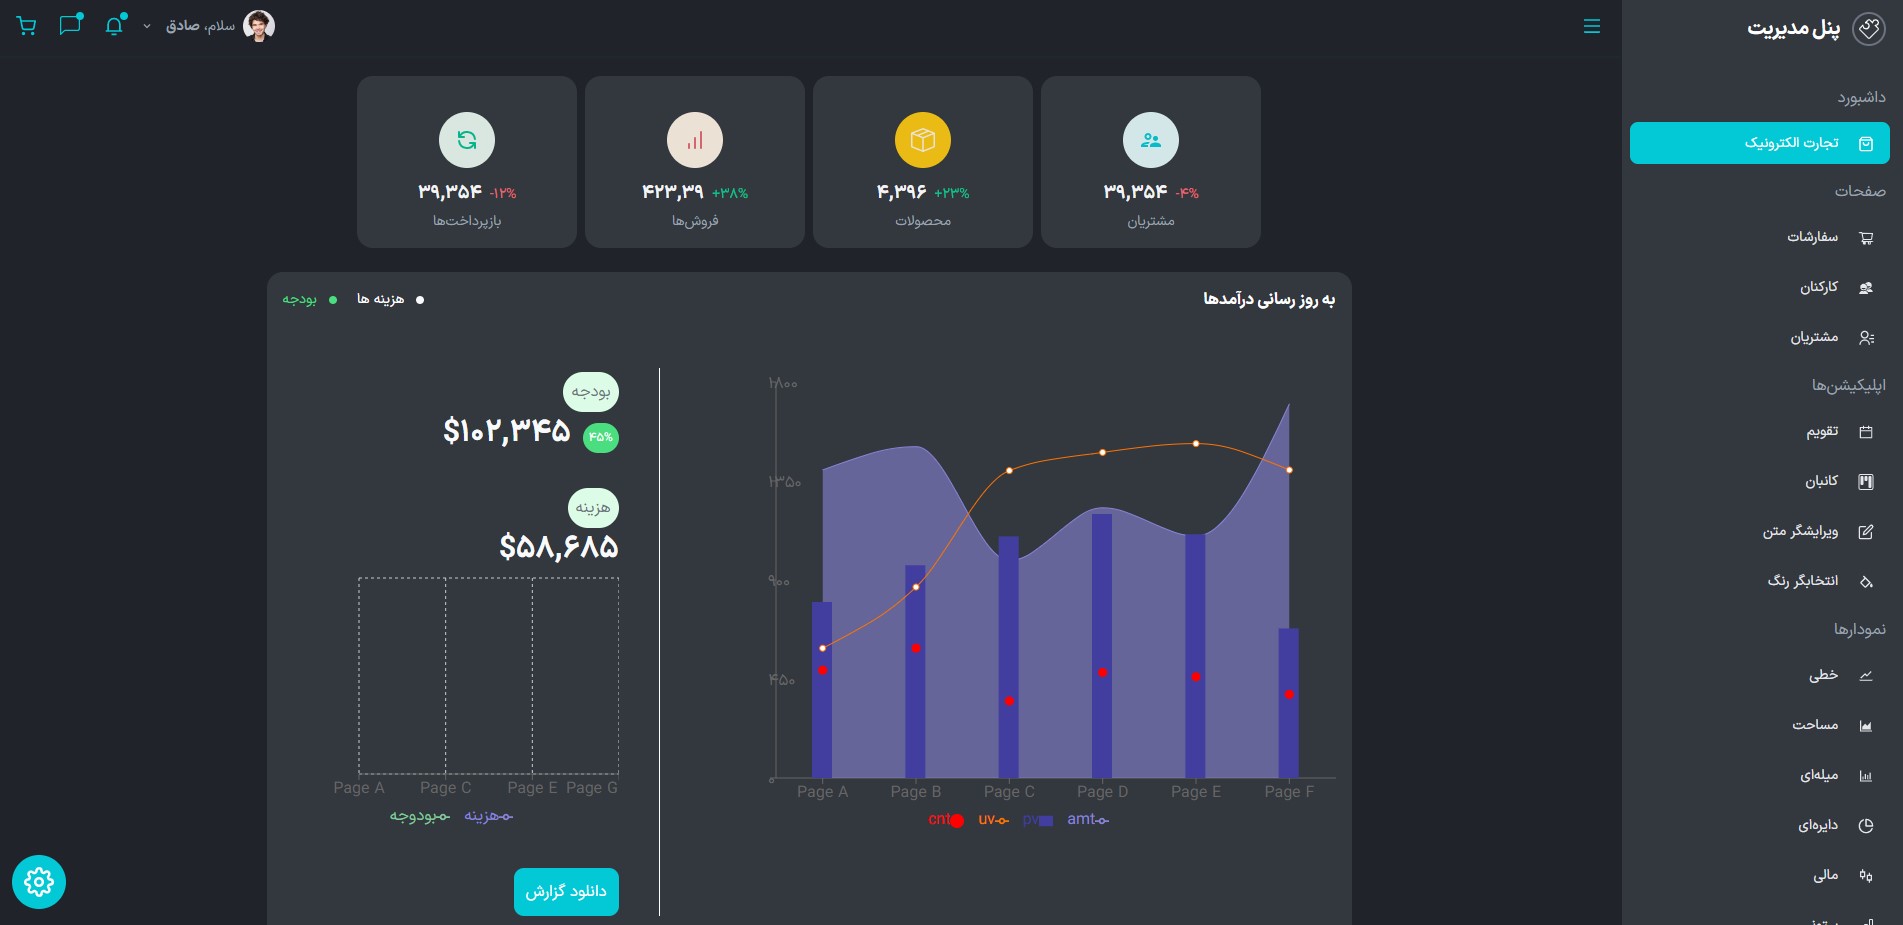 پنل مدیریت
داشبورد
تجارت الکترونیک
صفحات
سفارشات
کارکنان
مشتریان
اپلیکیشن‌ها
تقویم
کانبان
ویرایشگر متن
انتخابگر رنگ
نمودارها
خطی
مساحت
میله‌ای
دایره‌ای
مالی
سلام، صادق
۳۹,۳۵۴ -۴%
مشتریان
۴,۳۹۶ +۲۳%
محصولات
۴۲۳,۳۹ +۳۸%
فروش‌ها
۳۹,۳۵۴ -۱۲%
بازپرداخت‌ها
به روز رسانی درآمدها
هزینه ها
بودجه
۱۸۰۰
۱۳۵۰
۹۰۰
۴۵۰
۰
Page A Page B Page C Page D Page E Page F
cnt uv pv amt
بودجه
$۱۰۲,۳۴۵ ۴۵%
هزینه
$۵۸,۶۸۵
Page A Page C Page E Page G
بودوجه هزینه
دانلود گزارش